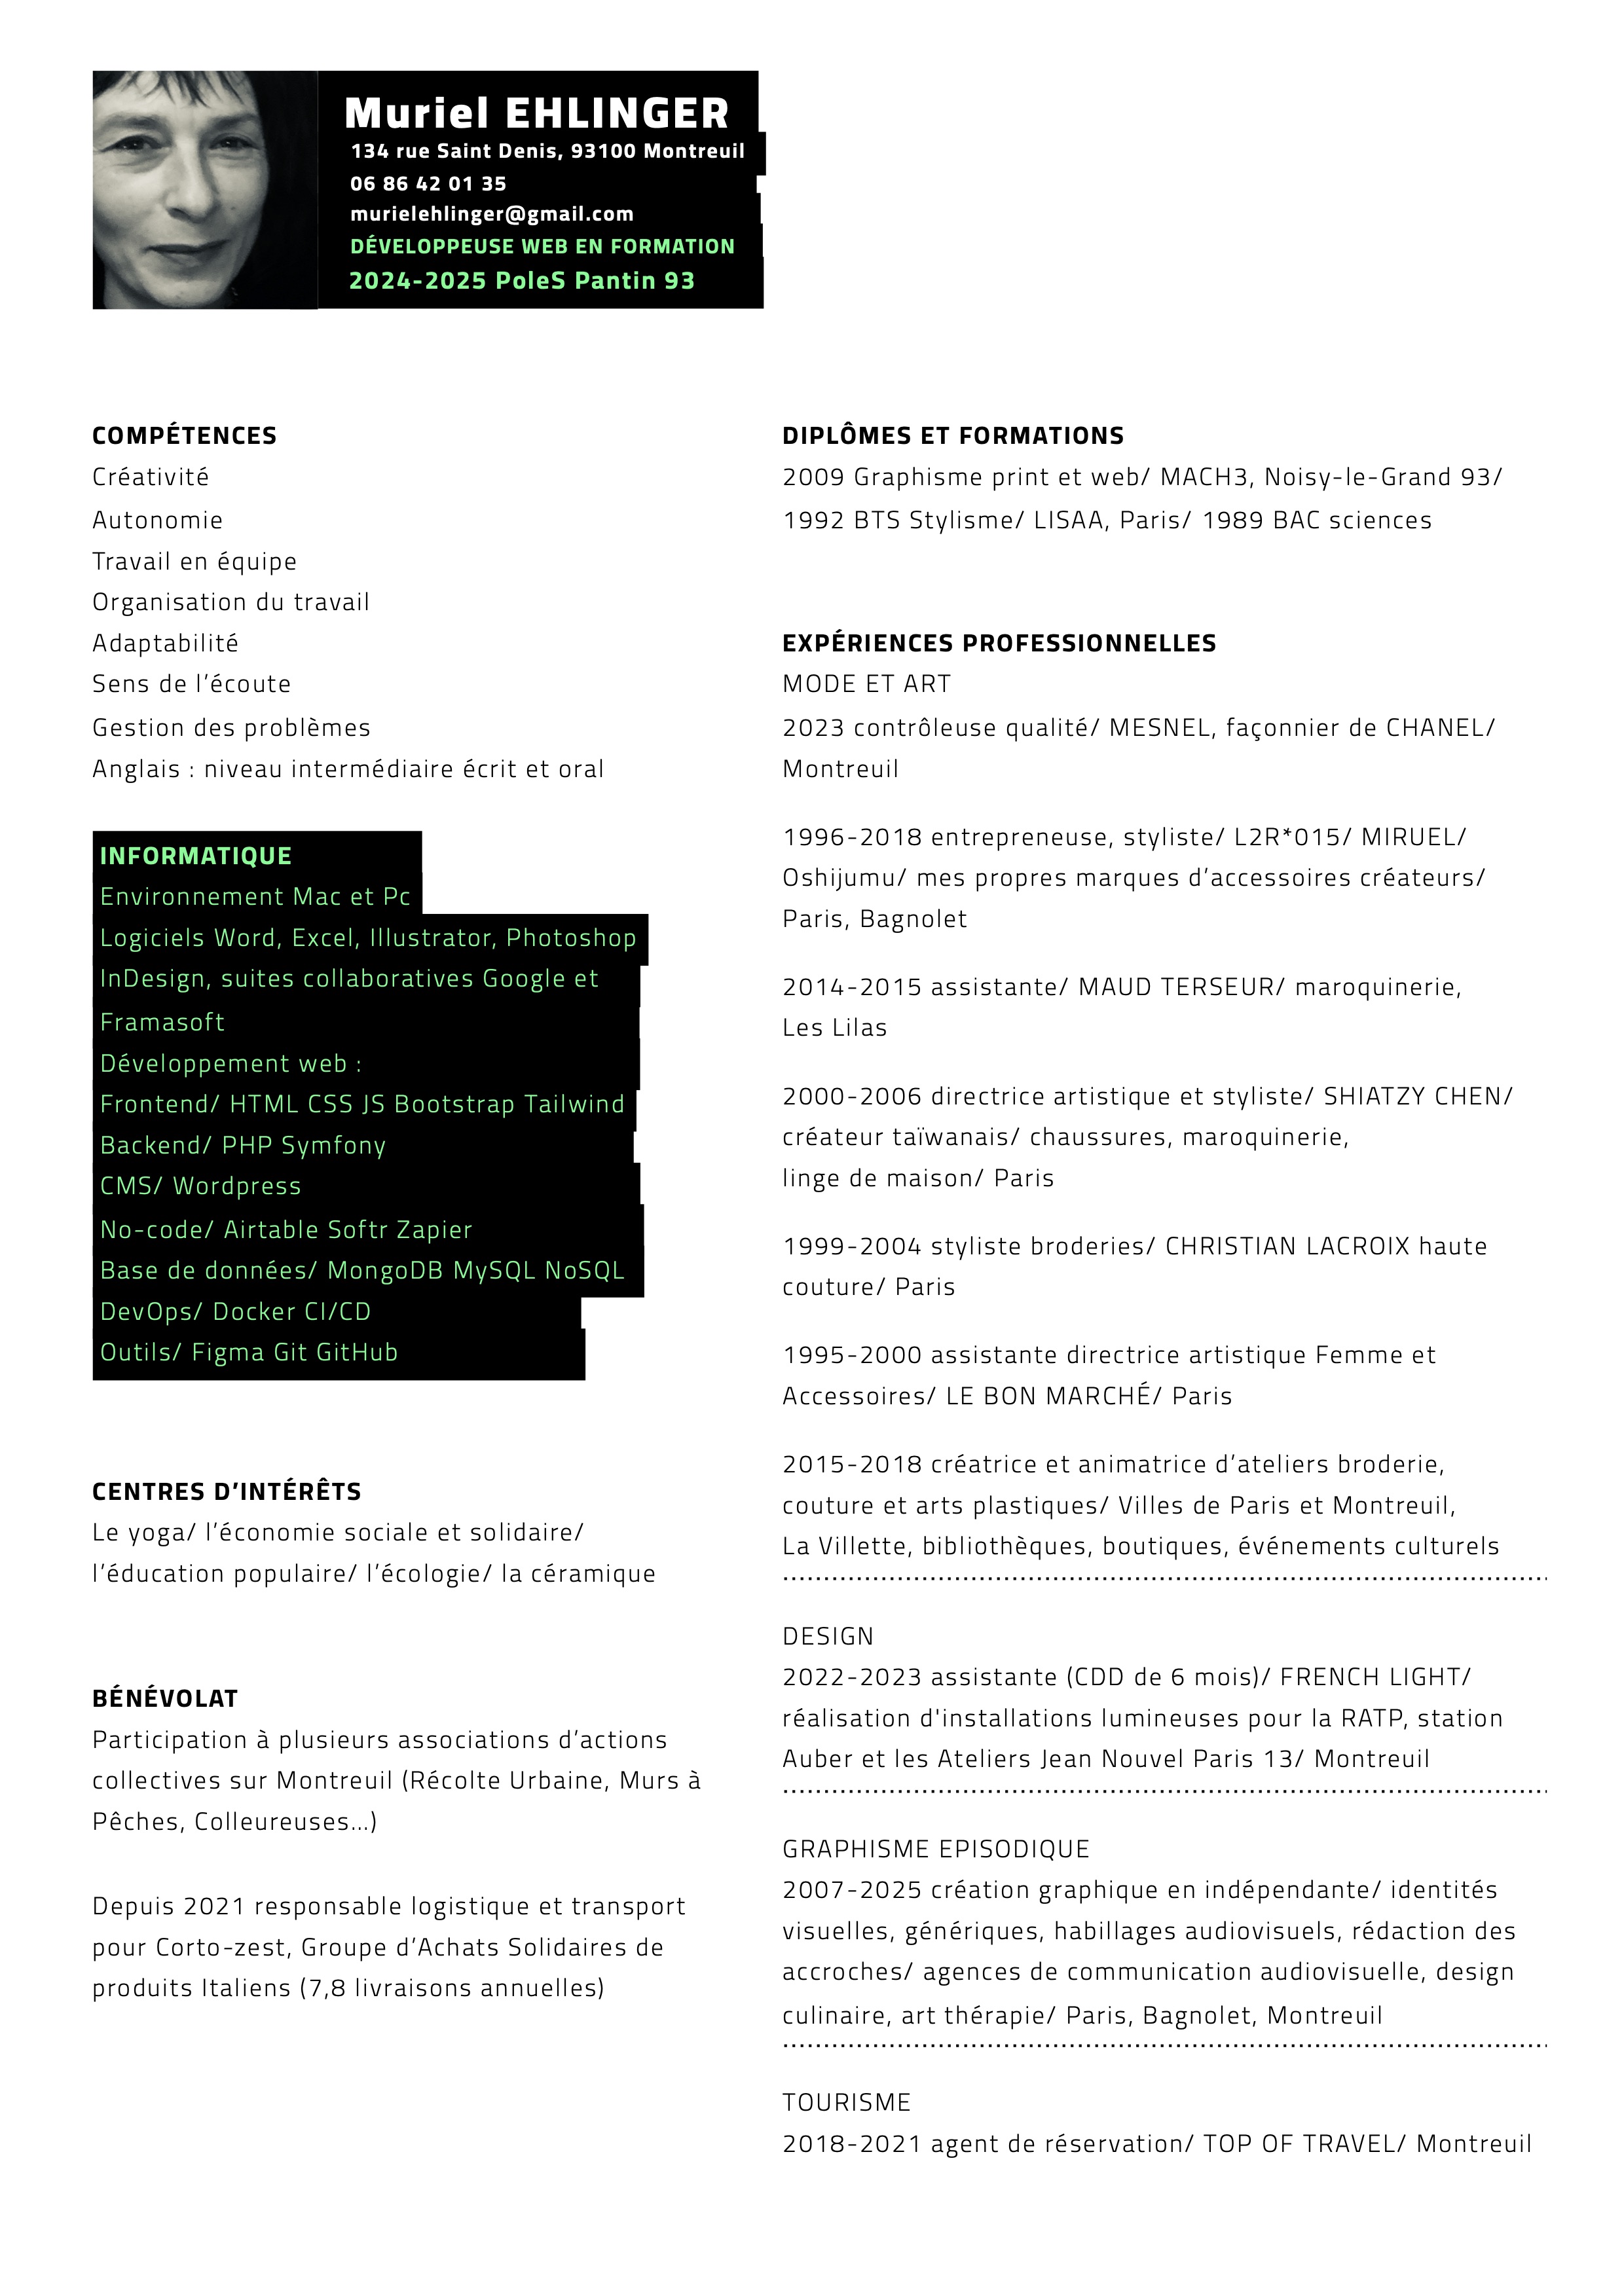 Muriel EHLINGER
134 rue Saint Denis, 93100 Montreuil
06 86 42 01 35
murielehlinger@gmail.com
DÉVELOPPEUSE WEB EN FORMATION
2024-2025 PoleS Pantin 93
COMPÉTENCES
Créativité
Autonomie
Travail en équipe
Organisation du travail
Adaptabilité
Sens de l’écoute
Gestion des problèmes
Anglais : niveau intermédiaire écrit et oral
INFORMATIQUE
Environnement Mac et Pc
Logiciels Word, Excel, Illustrator, Photoshop
InDesign, suites collaboratives Google et
Framasoft
Développement web :
Frontend/ HTML CSS JS Bootstrap Tailwind
Backend/ PHP Symfony
CMS/ Wordpress
No-code/ Airtable Softr Zapier
Base de données/ MongoDB MySQL NoSQL
DevOps/ Docker CI/CD
Outils/ Figma Git GitHub
CENTRES D’INTÉRÊTS
Le yoga/ l’économie sociale et solidaire/
l’éducation populaire/ l’écologie/ la céramique
BÉNÉVOLAT
Participation à plusieurs associations d’actions
collectives sur Montreuil (Récolte Urbaine, Murs à
Pêches, Colleureuses...)
Depuis 2021 responsable logistique et transport
pour Corto-zest, Groupe d’Achats Solidaires de
produits Italiens (7,8 livraisons annuelles)
DIPLÔMES ET FORMATIONS
2009 Graphisme print et web/ MACH3, Noisy-le-Grand 93/
1992 BTS Stylisme/ LISAA, Paris/ 1989 BAC sciences
EXPÉRIENCES PROFESSIONNELLES
MODE ET ART
2023 contrôleuse qualité/ MESNEL, façonnier de CHANEL/
Montreuil
1996-2018 entrepreneuse, styliste/ L2R*015/ MIRUEL/
Oshijumu/ mes propres marques d’accessoires créateurs/
Paris, Bagnolet
2014-2015 assistante/ MAUD TERSEUR/ maroquinerie,
Les Lilas
2000-2006 directrice artistique et styliste/ SHIATZY CHEN/
créateur taïwanais/ chaussures, maroquinerie,
linge de maison/ Paris
1999-2004 styliste broderies/ CHRISTIAN LACROIX haute
couture/ Paris
1995-2000 assistante directrice artistique Femme et
Accessoires/ LE BON MARCHÉ/ Paris
2015-2018 créatrice et animatrice d’ateliers broderie,
couture et arts plastiques/ Villes de Paris et Montreuil,
La Villette, bibliothèques, boutiques, événements culturels
DESIGN
2022-2023 assistante (CDD de 6 mois)/ FRENCH LIGHT/
réalisation d'installations lumineuses pour la RATP, station
Auber et les Ateliers Jean Nouvel Paris 13/ Montreuil
GRAPHISME EPISODIQUE
2007-2025 création graphique en indépendante/ identités
visuelles, génériques, habillages audiovisuels, rédaction des
accroches/ agences de communication audiovisuelle, design
culinaire, art thérapie/ Paris, Bagnolet, Montreuil
TOURISME
2018-2021 agent de réservation/ TOP OF TRAVEL/ Montreuil